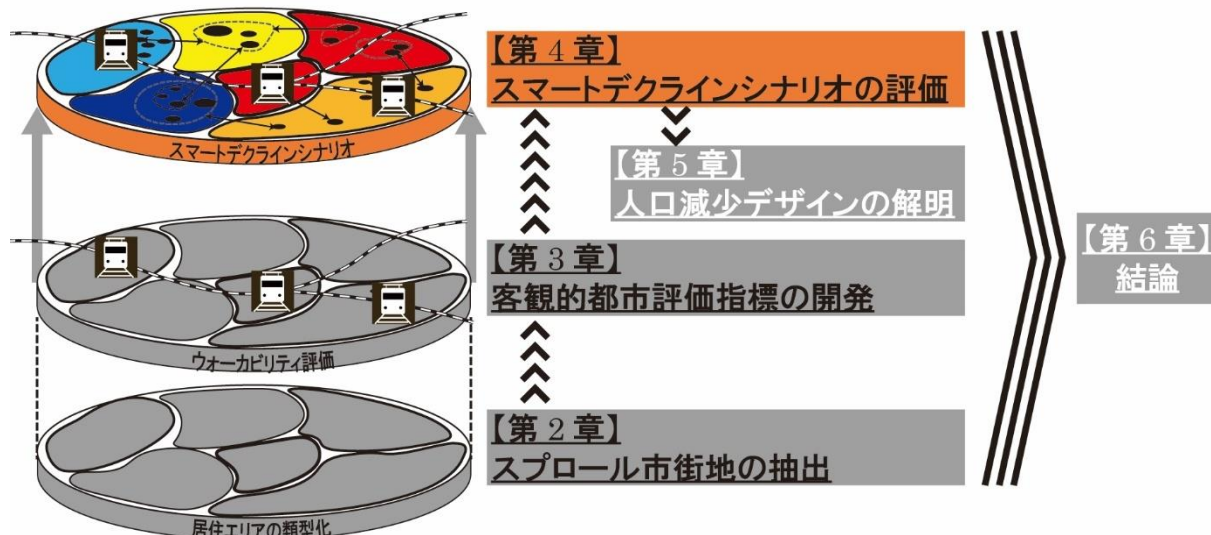 スマートデクラインシナリオ
ウォーカビリティ評価
居住エリアの類型化
【第 4 章】
スマートデクラインシナリオの評価
【第 5 章】
人口減少デザインの解明
【第 3 章】
客観的都市評価指標の開発
【第 2 章】
スプロール市街地の抽出
【第 6 章】
結論